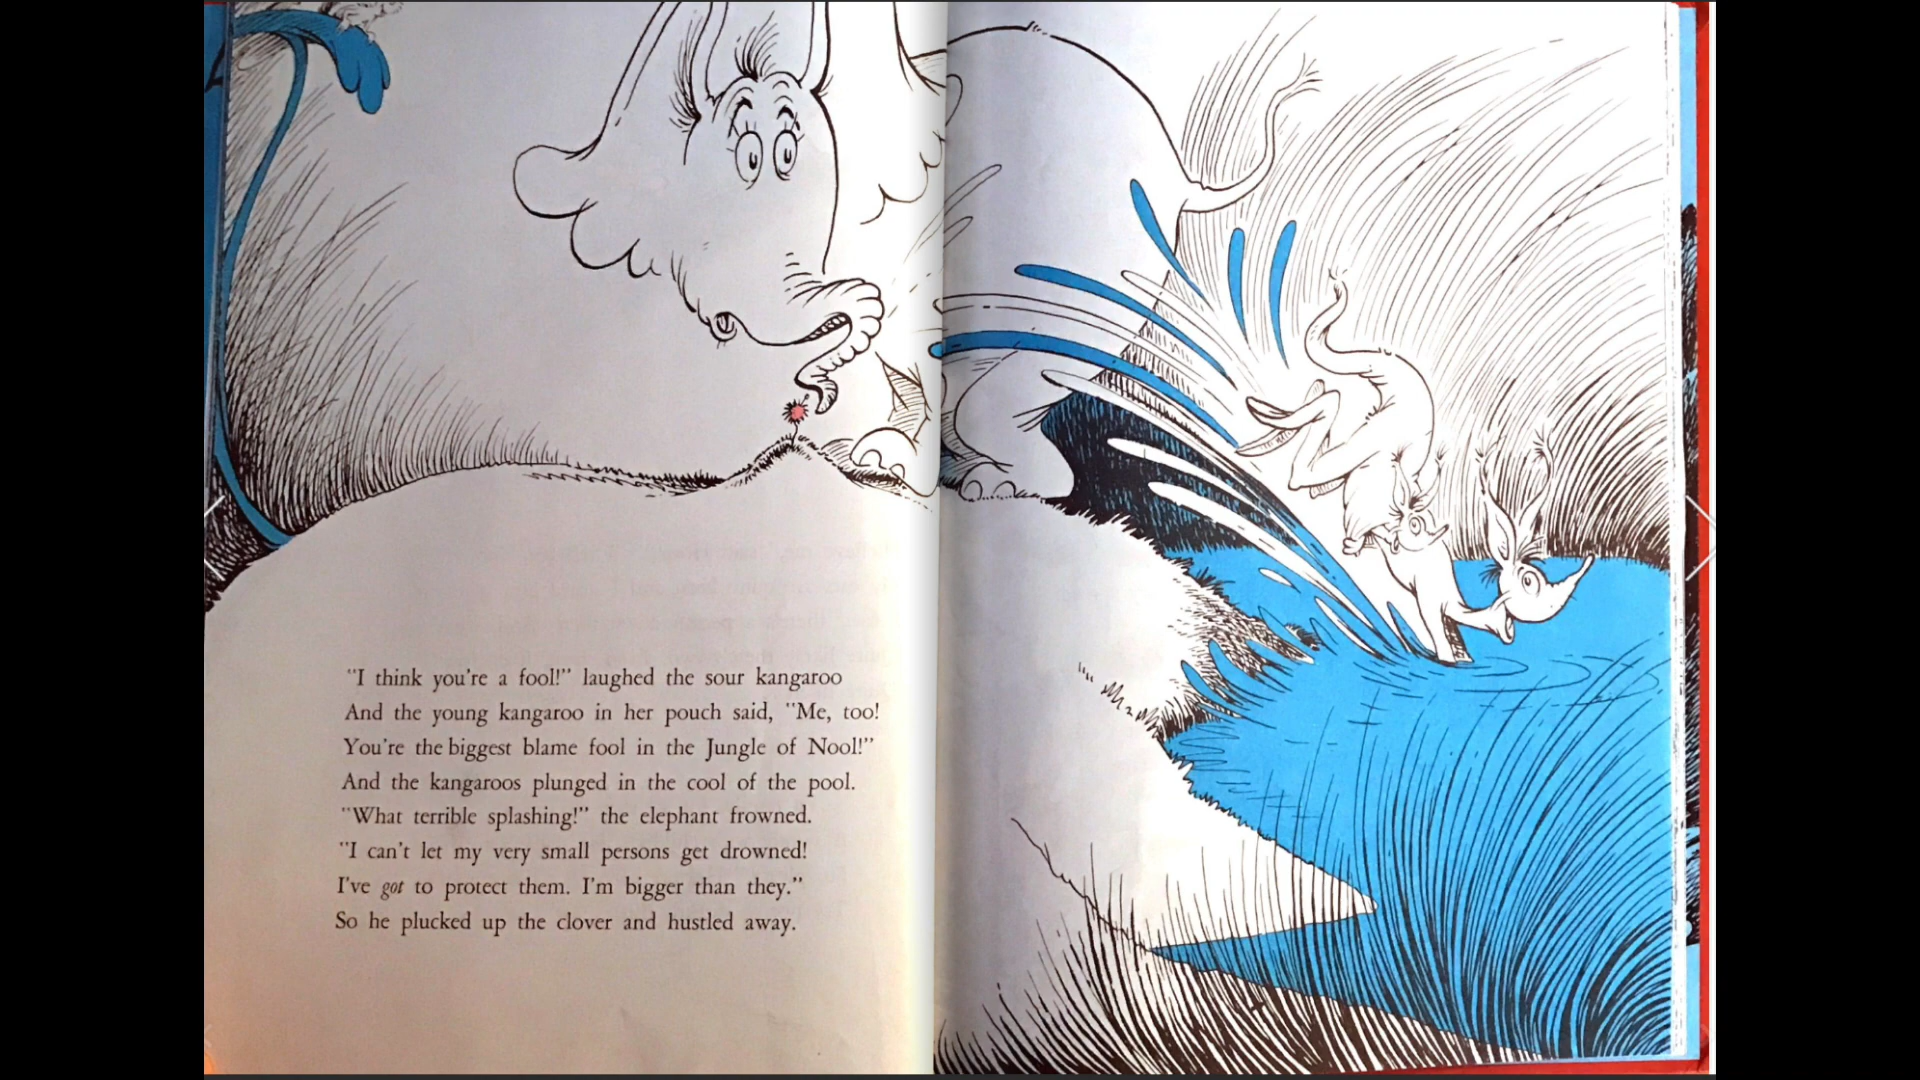 "I think you're a fool!" laughed the sour kangaroo
And the young kangaroo in her pouch said, "Me, too!
You're the biggest blame fool in the Jungle of Nool!"
And the kangaroos plunged in the cool of the pool.
"What terrible splashing!" the elephant frowned.
"I can't let my very small persons get drowned!
I've got to protect them. I'm bigger than they."
So he plucked up the clover and hustled away.